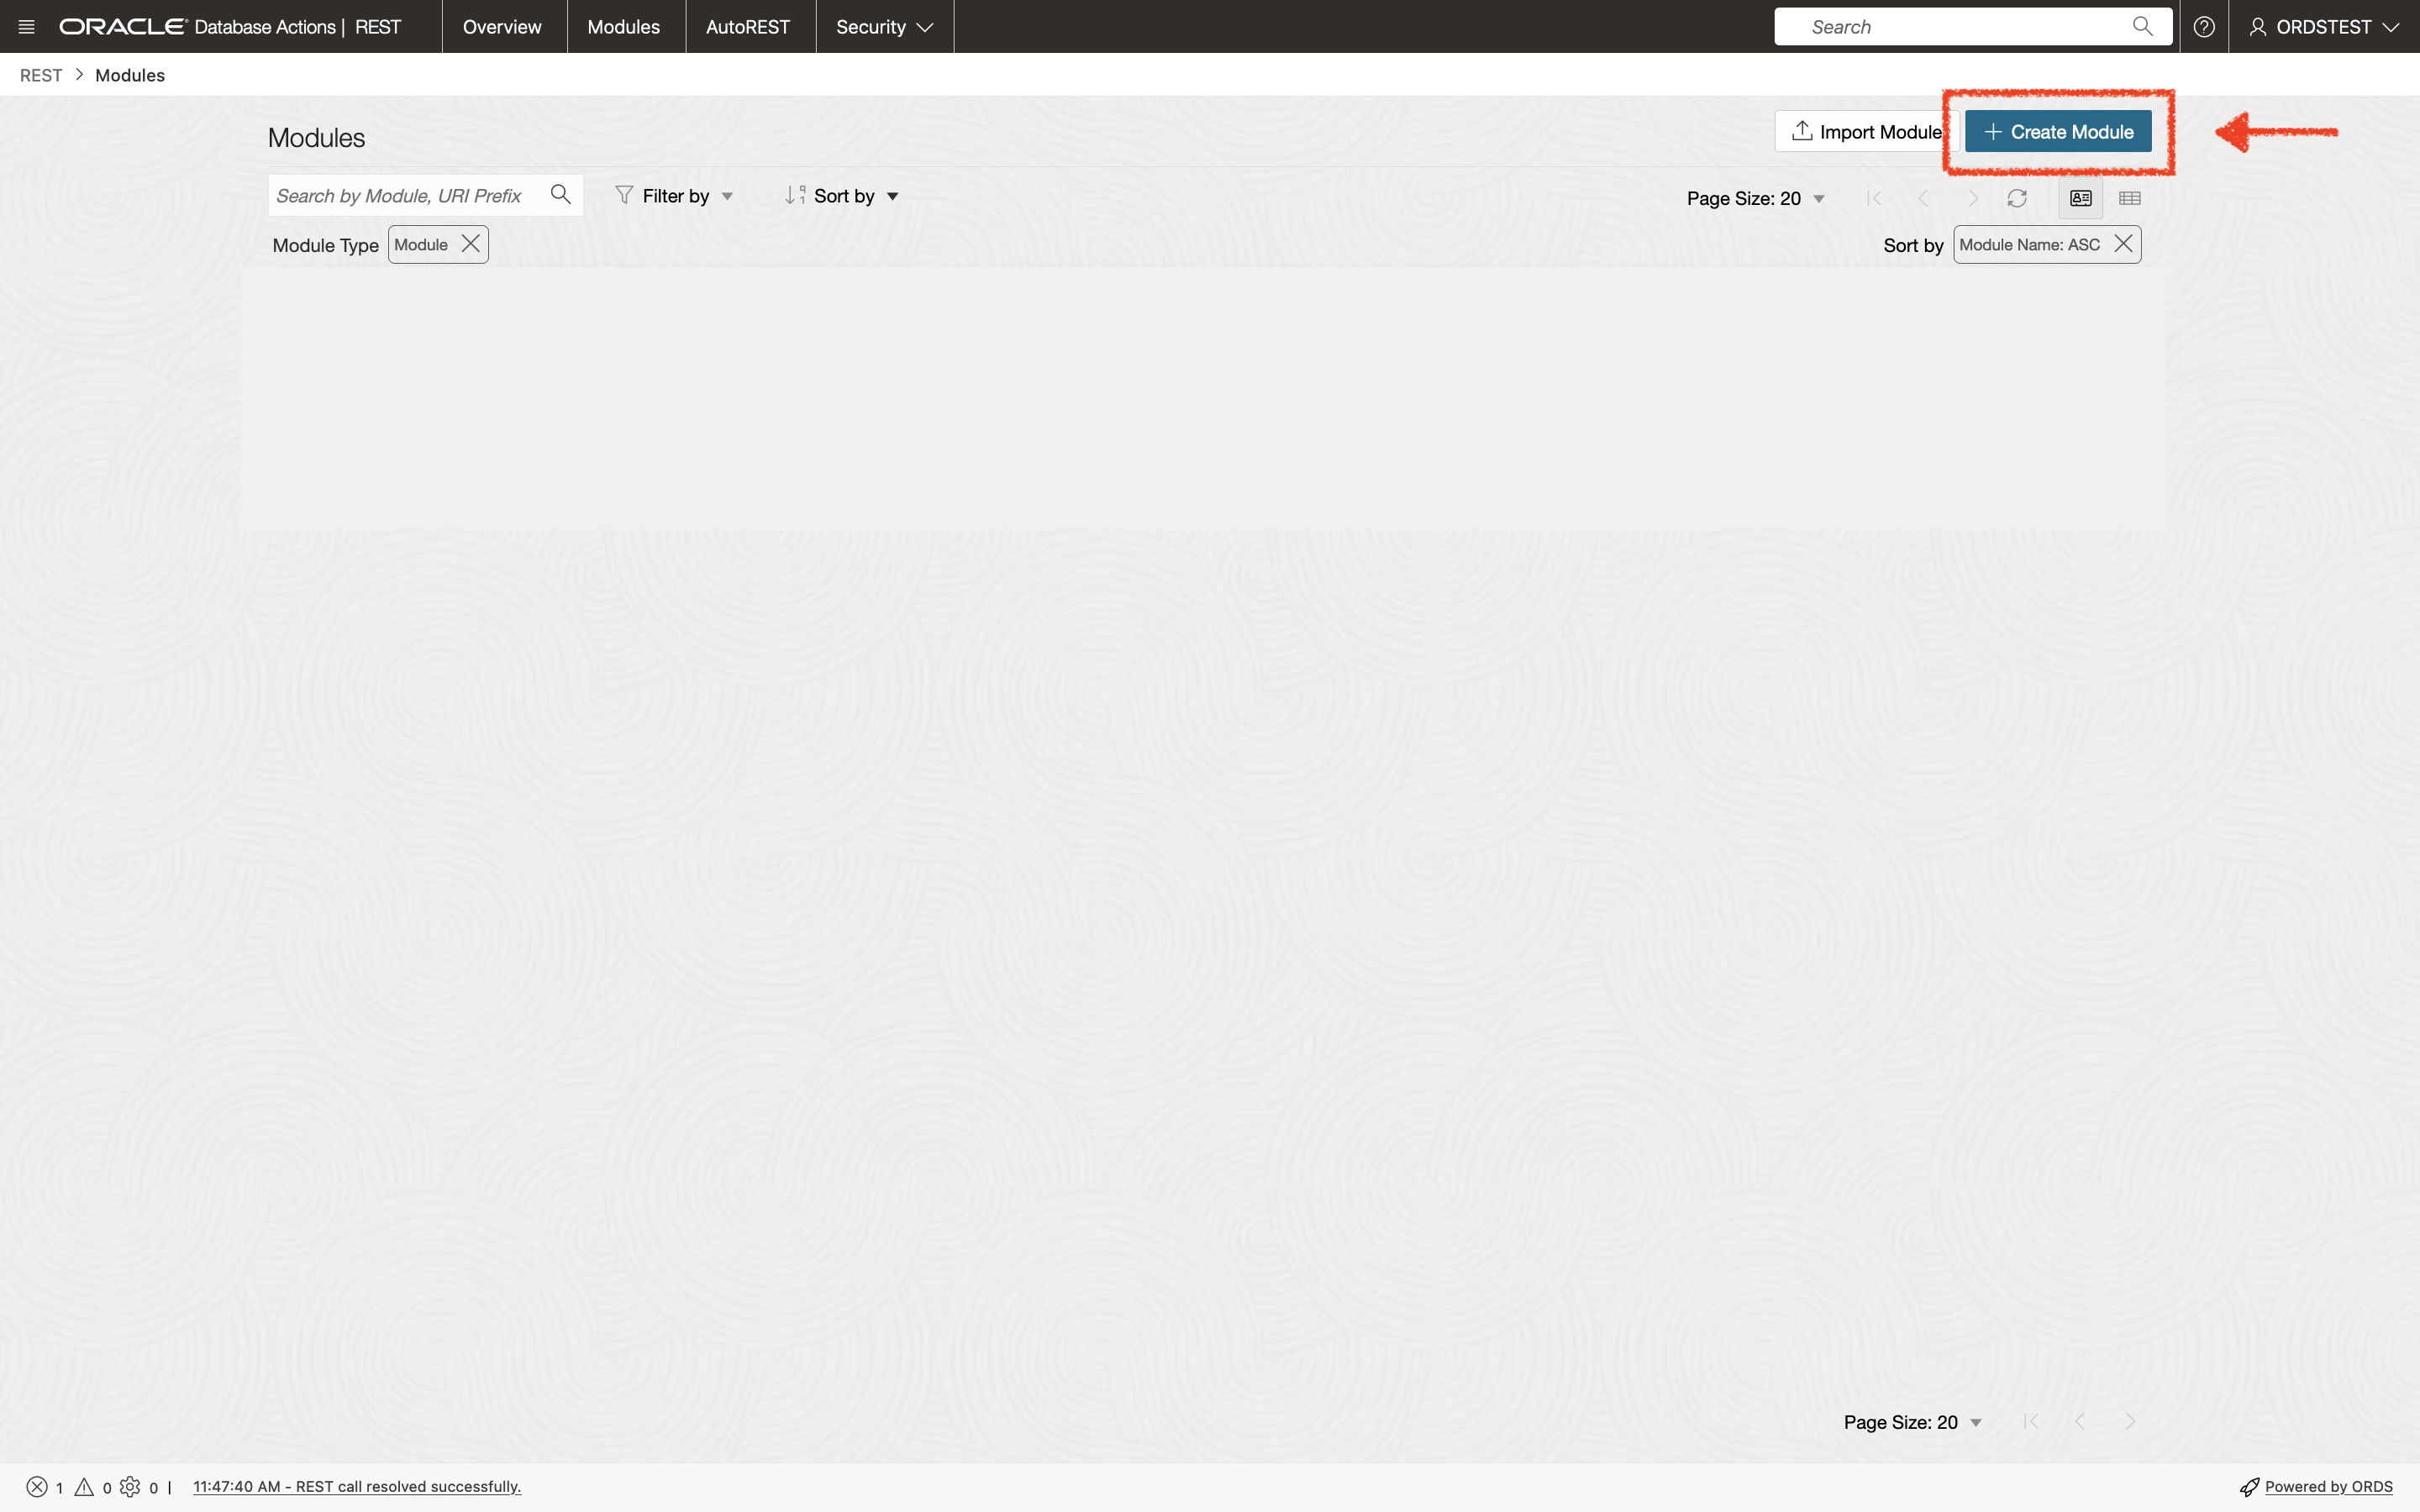 ORACLE Database Actions | REST Overview Modules AutoREST Security Search ORDSTEST
REST > Modules
Modules Import Module + Create Module
Search by Module, URI Prefix Filter by Sort by Page Size: 20
Module Type Module Sort by Module Name: ASC
Page Size: 20
1 0 0 | 11:47:40 AM - REST call resolved successfully. Powered by ORDS